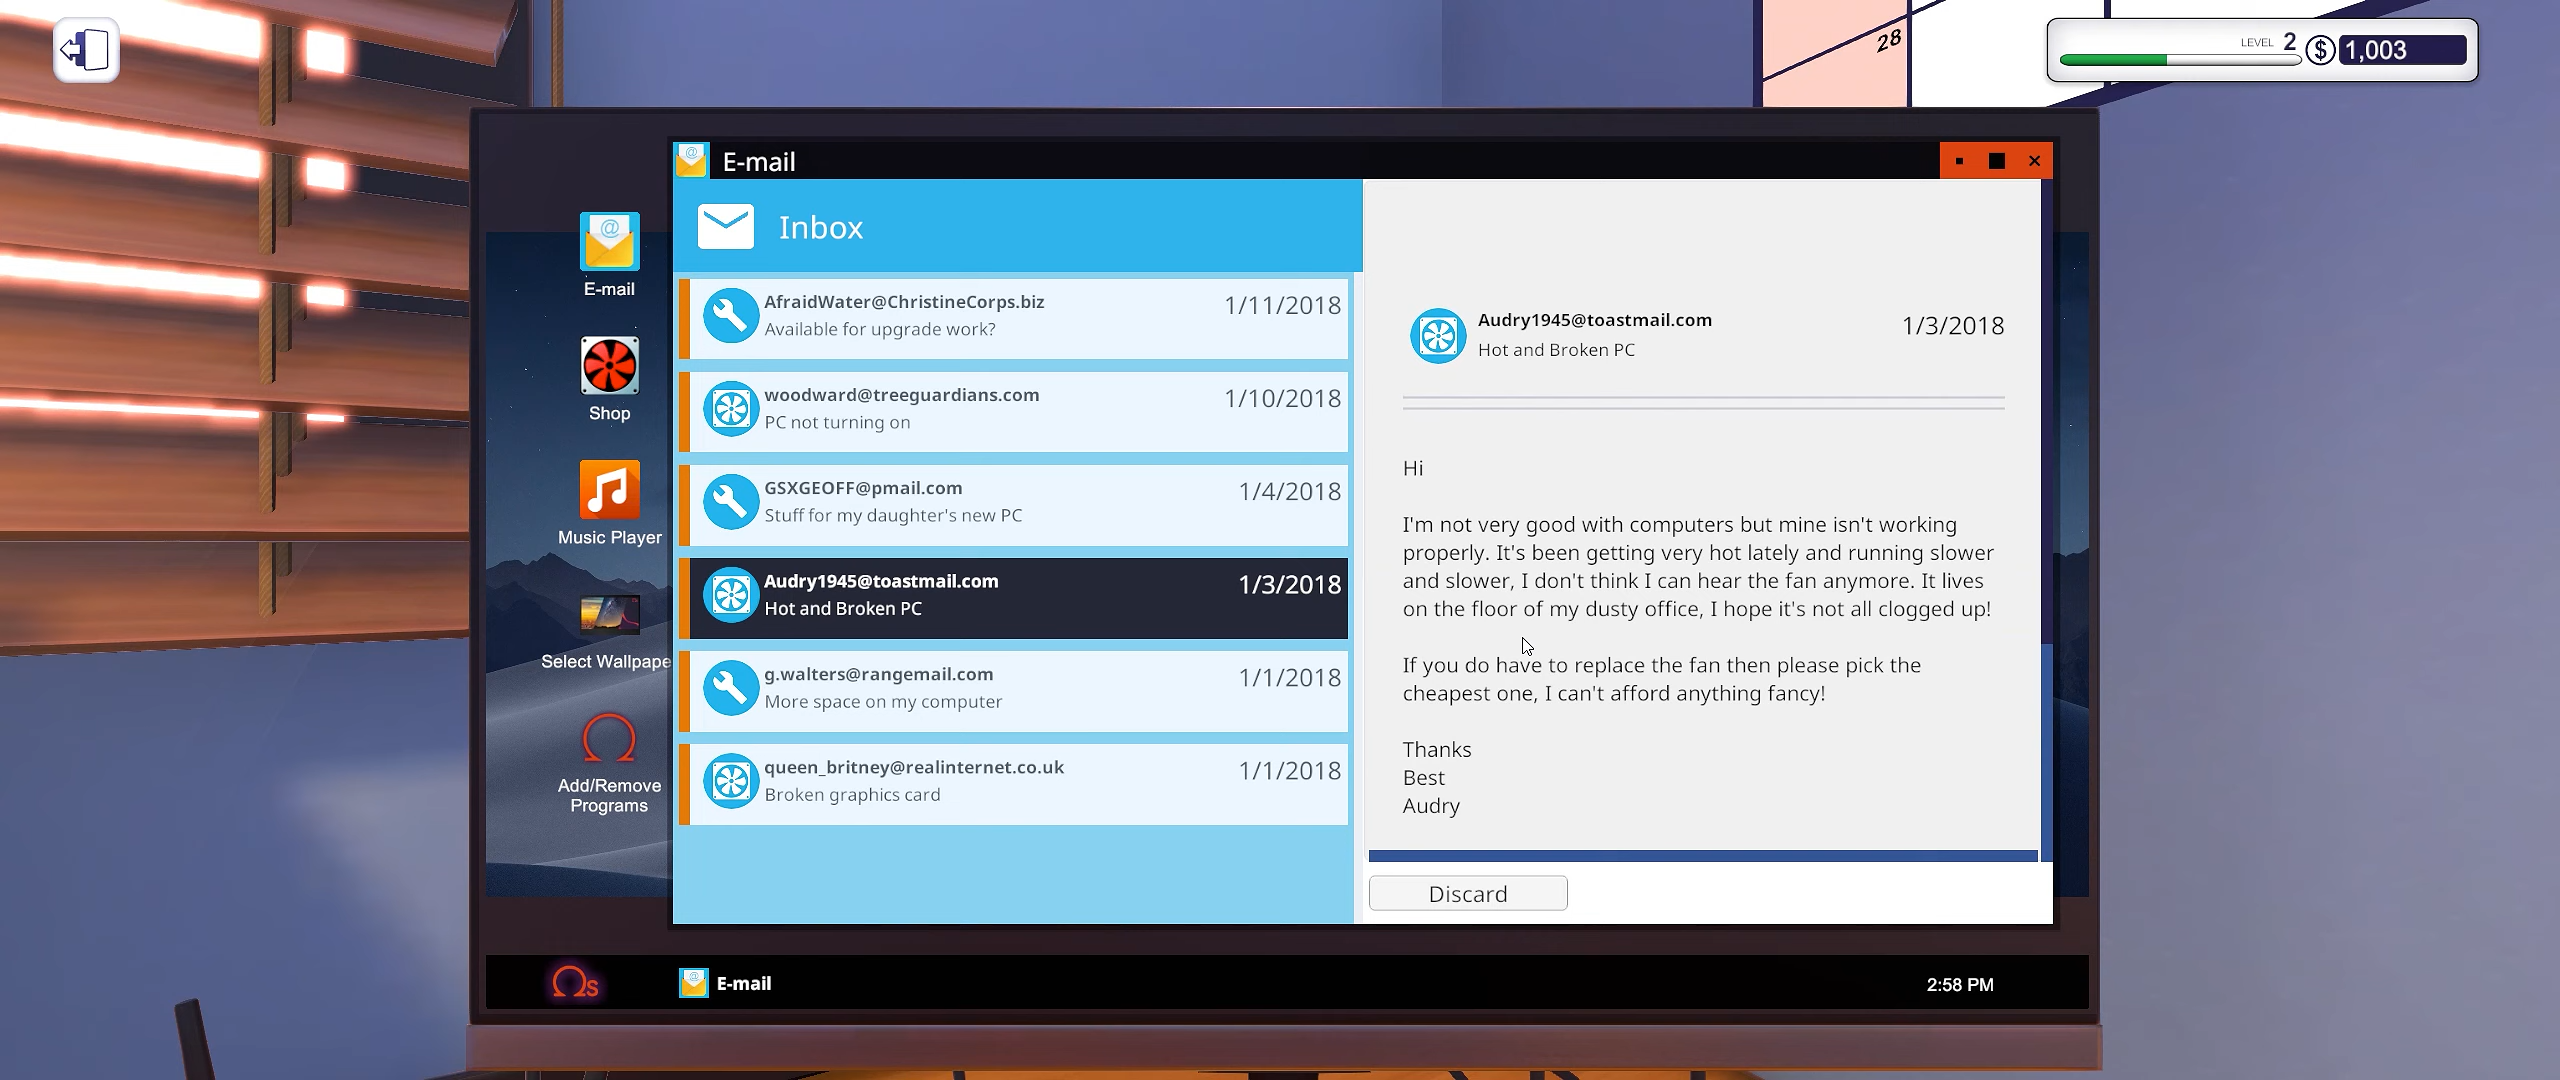 28
LEVEL 2
$ 1,003
E-mail
Inbox
E-mail
Shop
Music Player
Select Wallpape
Add/Remove
Programs
AfraidWater@ChristineCorps.biz
1/11/2018
Available for upgrade work?
woodward@treeguardians.com
1/10/2018
PC not turning on
GSXGEOFF@pmail.com
1/4/2018
Stuff for my daughter's new PC
Audry1945@toastmail.com
1/3/2018
Hot and Broken PC
g.walters@rangemail.com
1/1/2018
More space on my computer
queen_britney@realinternet.co.uk
1/1/2018
Broken graphics card
Audry1945@toastmail.com
1/3/2018
Hot and Broken PC
Hi
I'm not very good with computers but mine isn't working
properly. It's been getting very hot lately and running slower
and slower, I don't think I can hear the fan anymore. It lives
on the floor of my dusty office, I hope it's not all clogged up!
If you do have to replace the fan then please pick the
cheapest one, I can't afford anything fancy!
Thanks
Best
Audry
Discard
Ωs
E-mail
2:58 PM